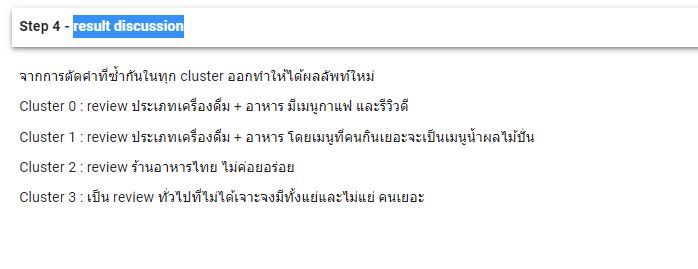 Step 4 - result discussion
จากการตัดคำที่ซ้ำกันในทุก cluster ออกทำให้ได้ผลลัพท์ใหม่
Cluster 0 : review ประเภทเครื่องดื่ม + อาหาร มีเมนูกาแฟ และรีวิวดี
Cluster 1 : review ประเภทเครื่องดื่ม + อาหาร โดยเมนูที่คนกินเยอะจะเป็นเมนูน้ำผลไม้ปั่น
Cluster 2 : review ร้านอาหารไทย ไม่ค่อยอร่อย
Cluster 3 : เป็น review ทั่วไปที่ไม่ได้เจาะจงมีทั้งแย่และไม่แย่ คนเยอะ